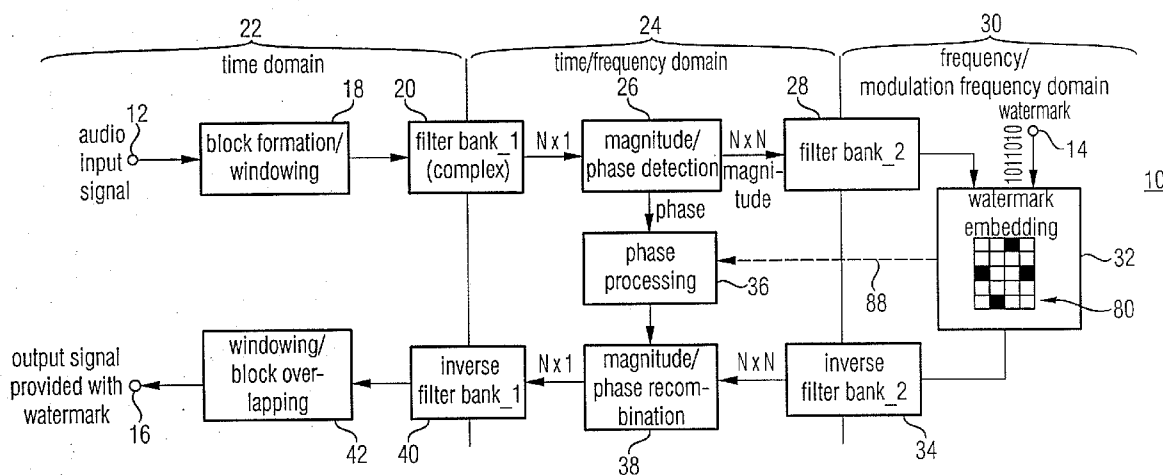 22
24
30
time domain
time/frequency domain
frequency/
modulation frequency domain
12
18
20
26
28
watermark
14
audio
input
signal
block formation/
windowing
filter bank_1
(complex)
N x 1
magnitude/
phase detection
N x N
magnitude
filter bank_2
1011010
10
phase
watermark
embedding
32
80
phase
processing
36
88
output signal
provided with
watermark
16
windowing/
block over-
lapping
42
inverse
filter bank_1
40
N x 1
magnitude/
phase recom-
bination
38
N x N
inverse
filter bank_2
34